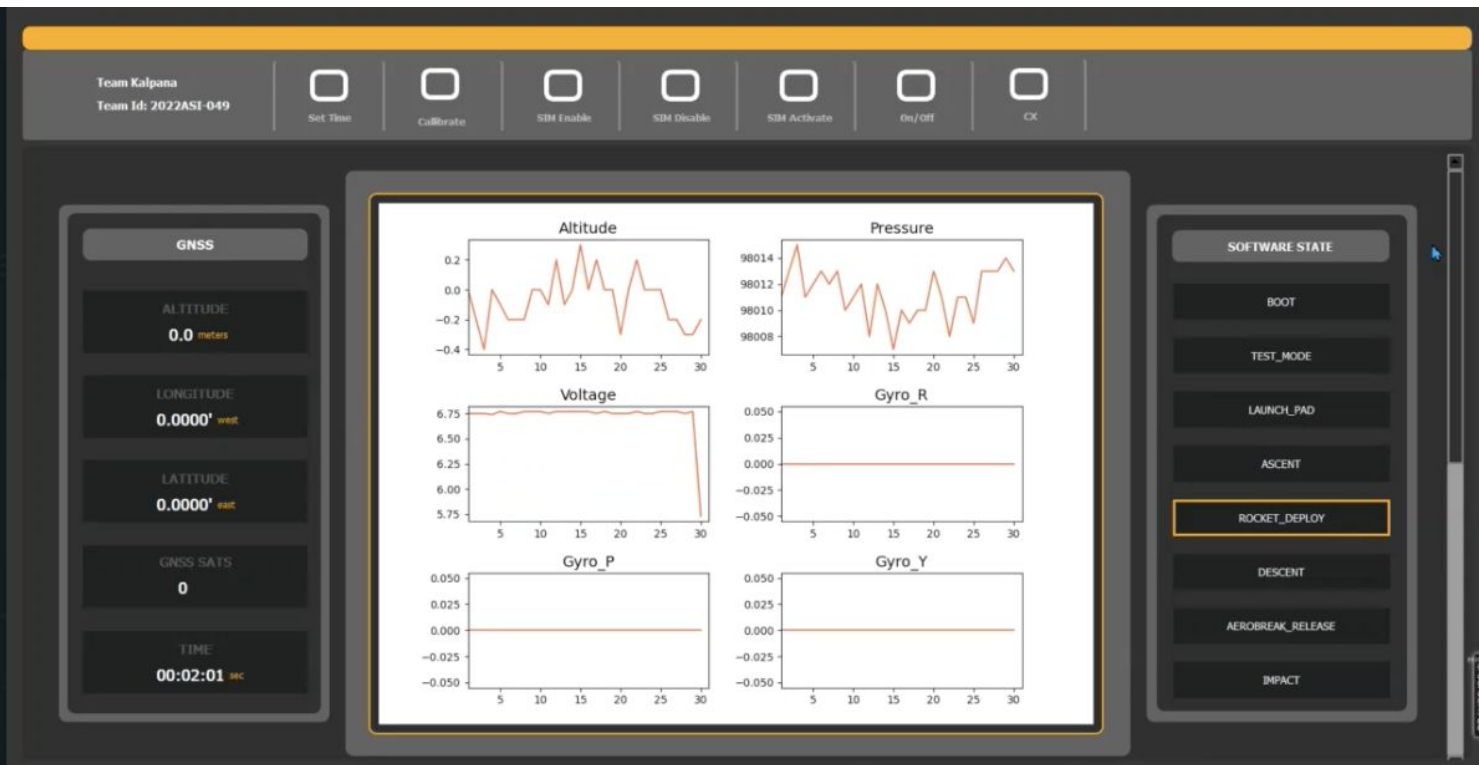 Team Kalpana
Team Id: 2022ASI-049
Set Time
Callibrate
SIM Enable
SIM Disable
SIM Activate
On/Off
CX
GNSS
ALTITUDE
0.0 meters
LONGITUDE
0.0000' west
LATITUDE
0.0000' east
GNSS SATS
0
TIME
00:02:01 sec
Altitude
0.2
0.0
−0.2
−0.4
5 10 15 20 25 30
Pressure
98014
98012
98010
98008
5 10 15 20 25 30
Voltage
6.75
6.50
6.25
6.00
5.75
5 10 15 20 25 30
Gyro_R
0.050
0.025
0.000
−0.025
−0.050
5 10 15 20 25 30
Gyro_P
0.050
0.025
0.000
−0.025
−0.050
5 10 15 20 25 30
Gyro_Y
0.050
0.025
0.000
−0.025
−0.050
5 10 15 20 25 30
SOFTWARE STATE
BOOT
TEST_MODE
LAUNCH_PAD
ASCENT
ROCKET_DEPLOY
DESCENT
AEROBREAK_RELEASE
IMPACT